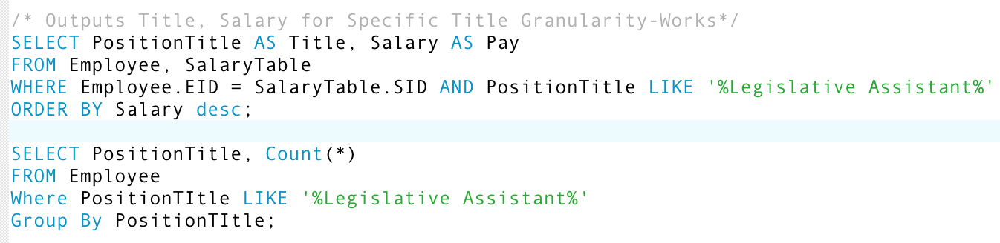 /* Outputs Title, Salary for Specific Title Granularity-Works*/
SELECT PositionTitle AS Title, Salary AS Pay
FROM Employee, SalaryTable
WHERE Employee.EID = SalaryTable.SID AND PositionTitle LIKE '%Legislative Assistant%'
ORDER BY Salary desc;
SELECT PositionTitle, Count(*)
FROM Employee
Where PositionTItle LIKE '%Legislative Assistant%'
Group By PositionTItle;